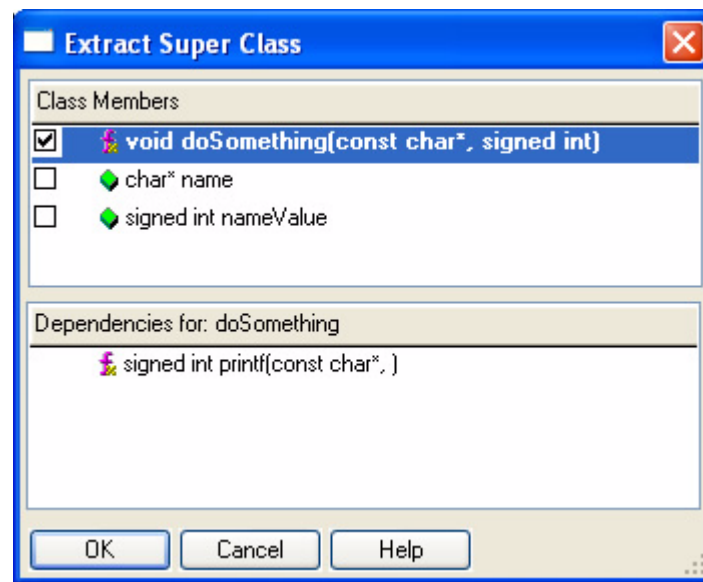 Extract Super Class
Class Members
void doSomething(const char*, signed int)
char* name
signed int nameValue
Dependencies for: doSomething
signed int printf(const char*, )
OK Cancel Help